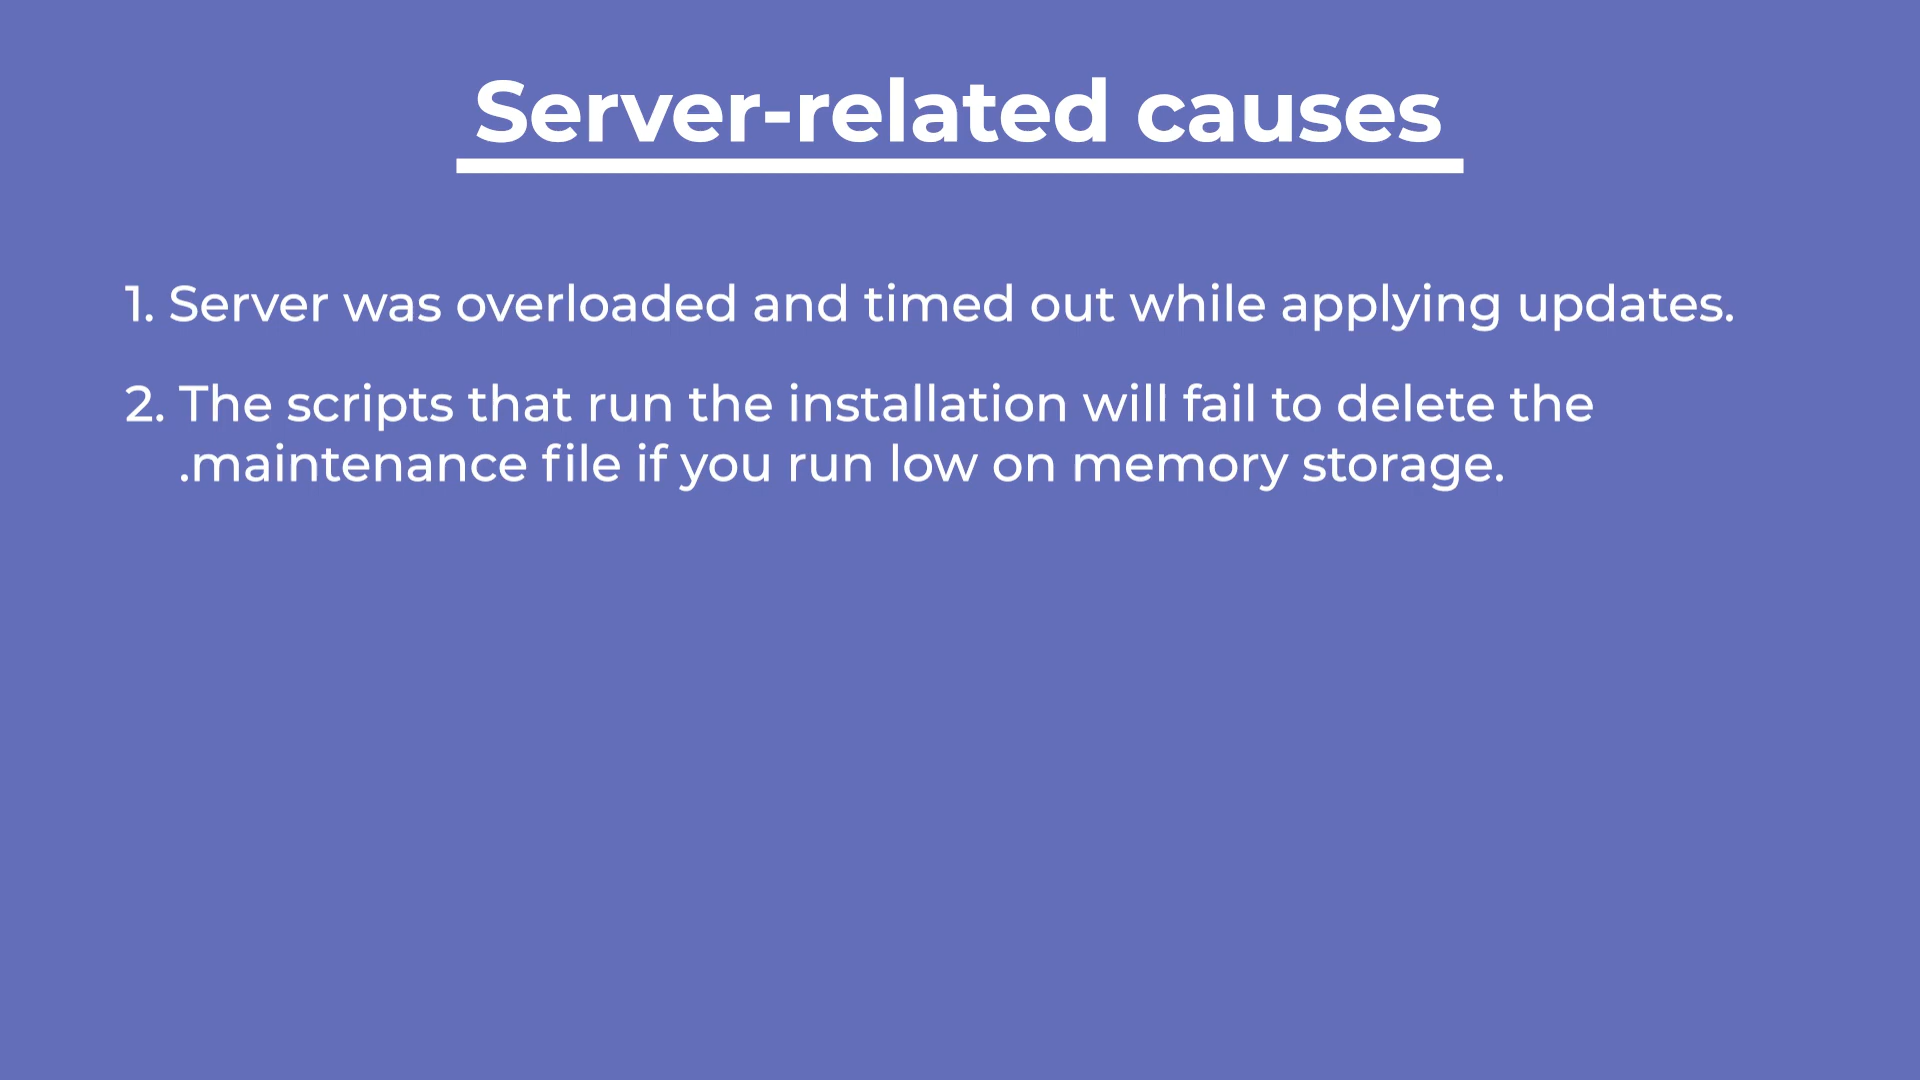 Server-related causes
1. Server was overloaded and timed out while applying updates.
2. The scripts that run the installation will fail to delete the
.maintenance file if you run low on memory storage.